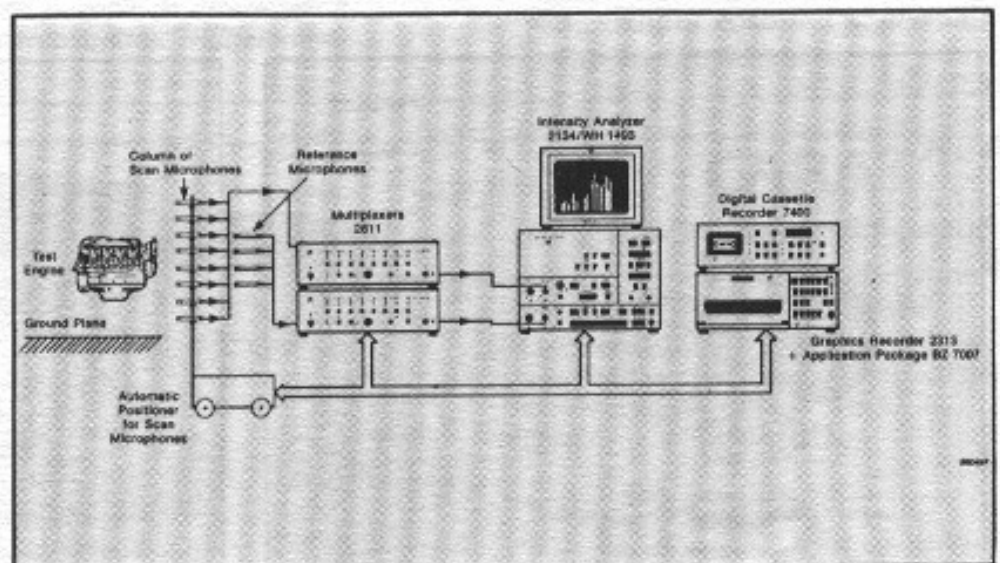 Intensity Analyzer
2134/WH 1493
Column of
Scan Microphones
Reference
Microphones
Digital Cassette
Recorder 7400
Multiplexers
2811
Test
Engine
Ground Plane
Graphics Recorder 2313
+ Application Package BZ 7007
Automatic
Positioner
for Scan
Microphones